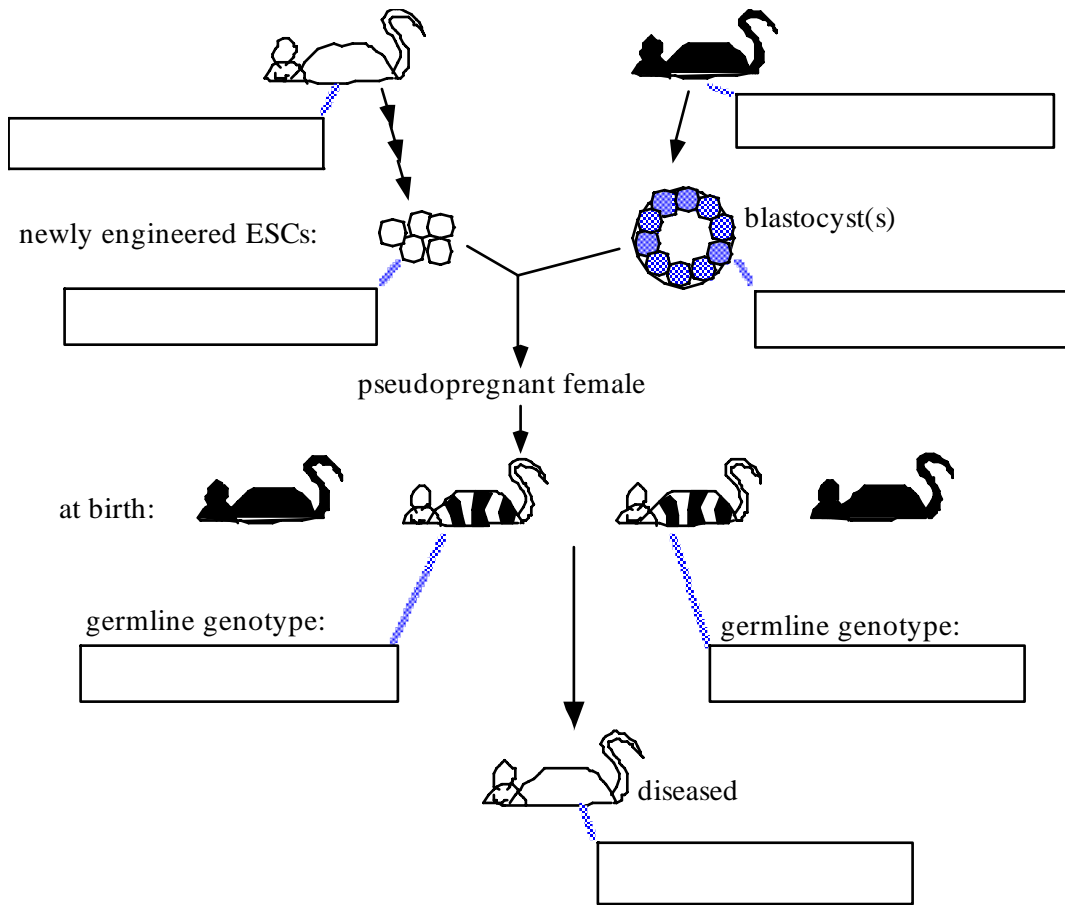 newly engineered ESCs:
blastocyst(s)
pseudopregnant female
at birth:
germline genotype:
germline genotype:
diseased